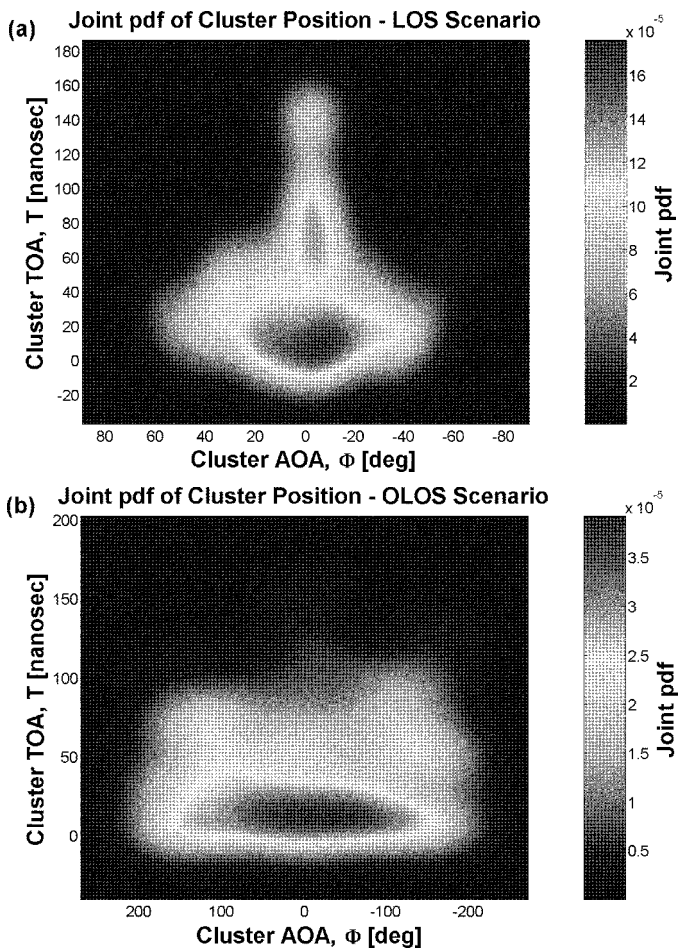 (a) Joint pdf of Cluster Position - LOS Scenario
x 10⁻⁵
180
160
140
120
100
80
60
40
20
0
-20
Cluster TOA, T [nanosec]
80 60 40 20 0 -20 -40 -60 -80
Cluster AOA, Φ [deg]
16
14
12
10
8
6
4
2
Joint pdf
(b) Joint pdf of Cluster Position - OLOS Scenario
x 10⁻⁵
200
150
100
50
0
Cluster TOA, T [nanosec]
200 100 0 -100 -200
Cluster AOA, Φ [deg]
3.5
3
2.5
2
1.5
1
0.5
Joint pdf